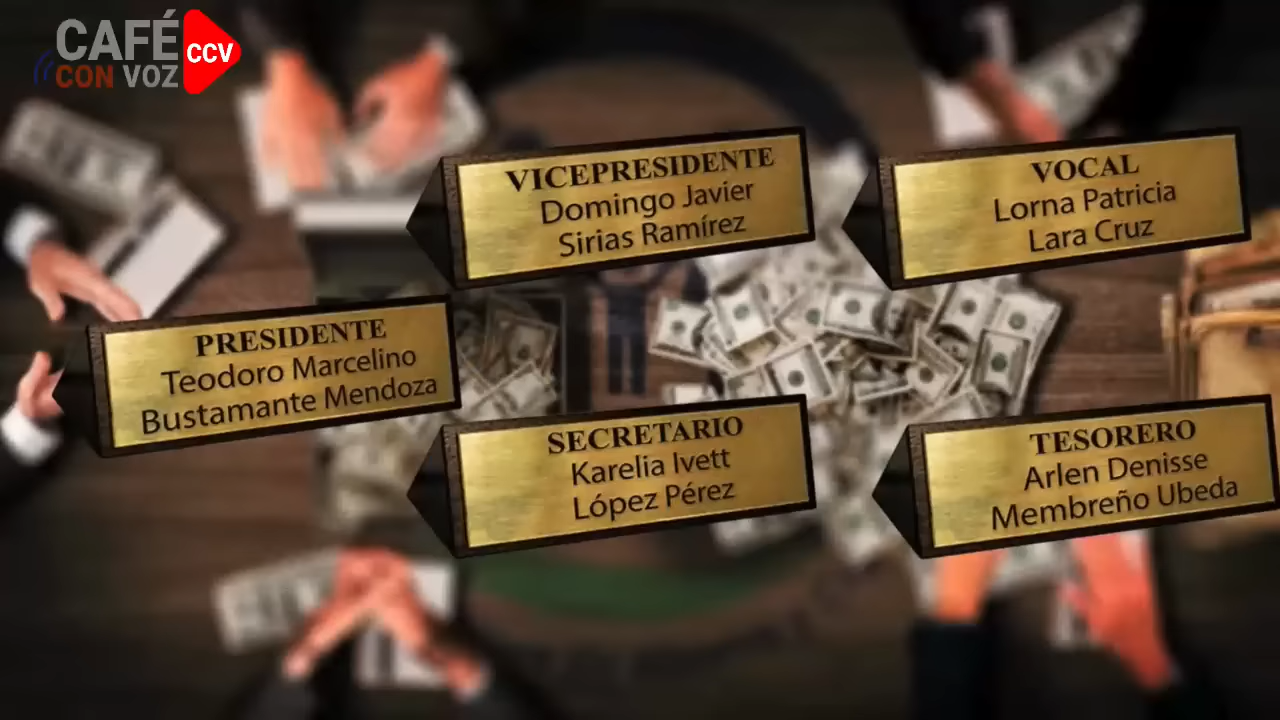 CAFÉ
CON VOZ
CCV
VICEPRESIDENTE
Domingo Javier
Sirias Ramírez
VOCAL
Lorna Patricia
Lara Cruz
PRESIDENTE
Teodoro Marcelino
Bustamante Mendoza
SECRETARIO
Karelia Ivett
López Pérez
TESORERO
Arlen Denisse
Membreño Ubeda